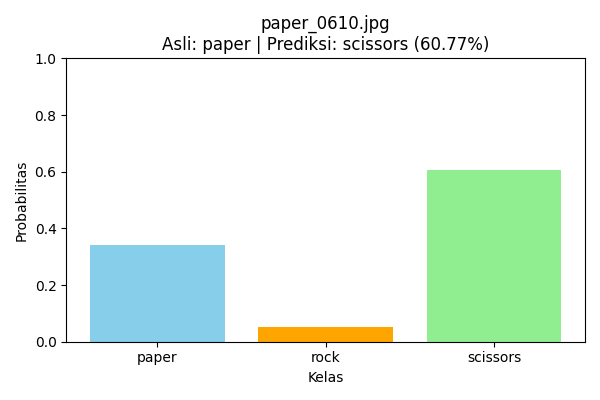 paper_0610.jpg
Asli: paper | Prediksi: scissors (60.77%)
1.0
0.8
0.6
0.4
0.2
0.0
Probabilitas
paper rock scissors
Kelas